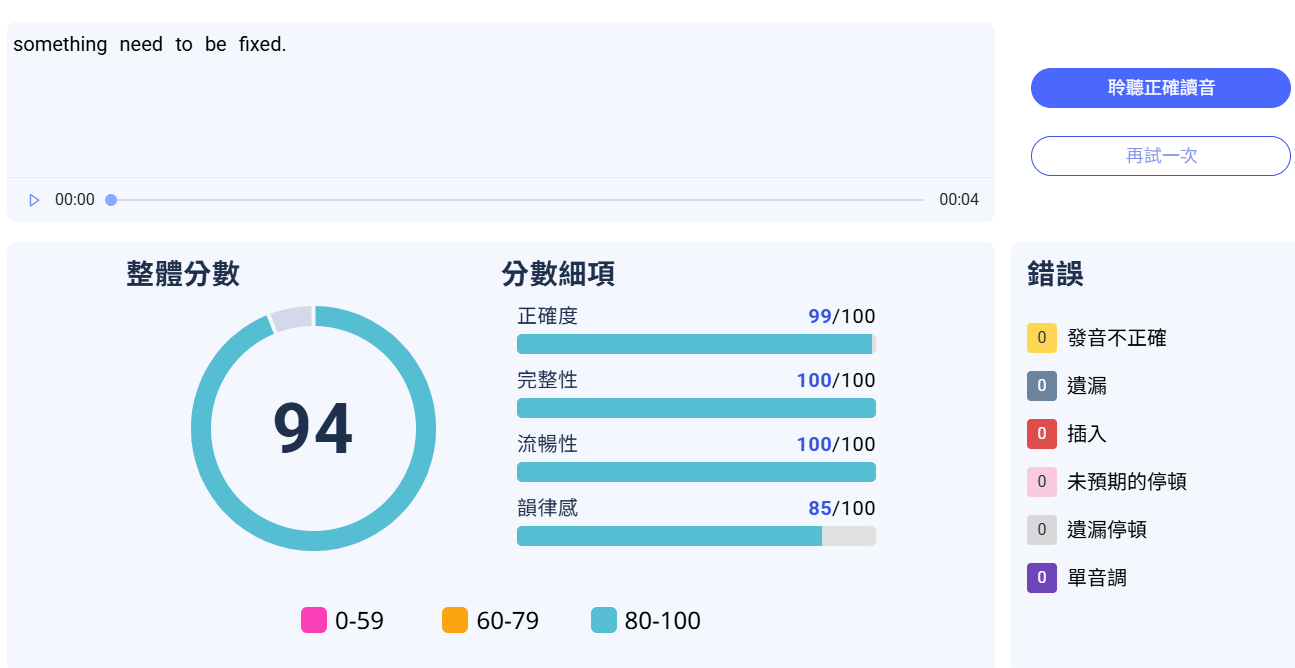 something need to be fixed.
聆聽正確讀音
再試一次
00:00
00:04
整體分數
94
分數細項
正確度 99/100
完整性 100/100
流暢性 100/100
韻律感 85/100
0-59 60-79 80-100
錯誤
0 發音不正確
0 遺漏
0 插入
0 未預期的停頓
0 遺漏停頓
0 單音調